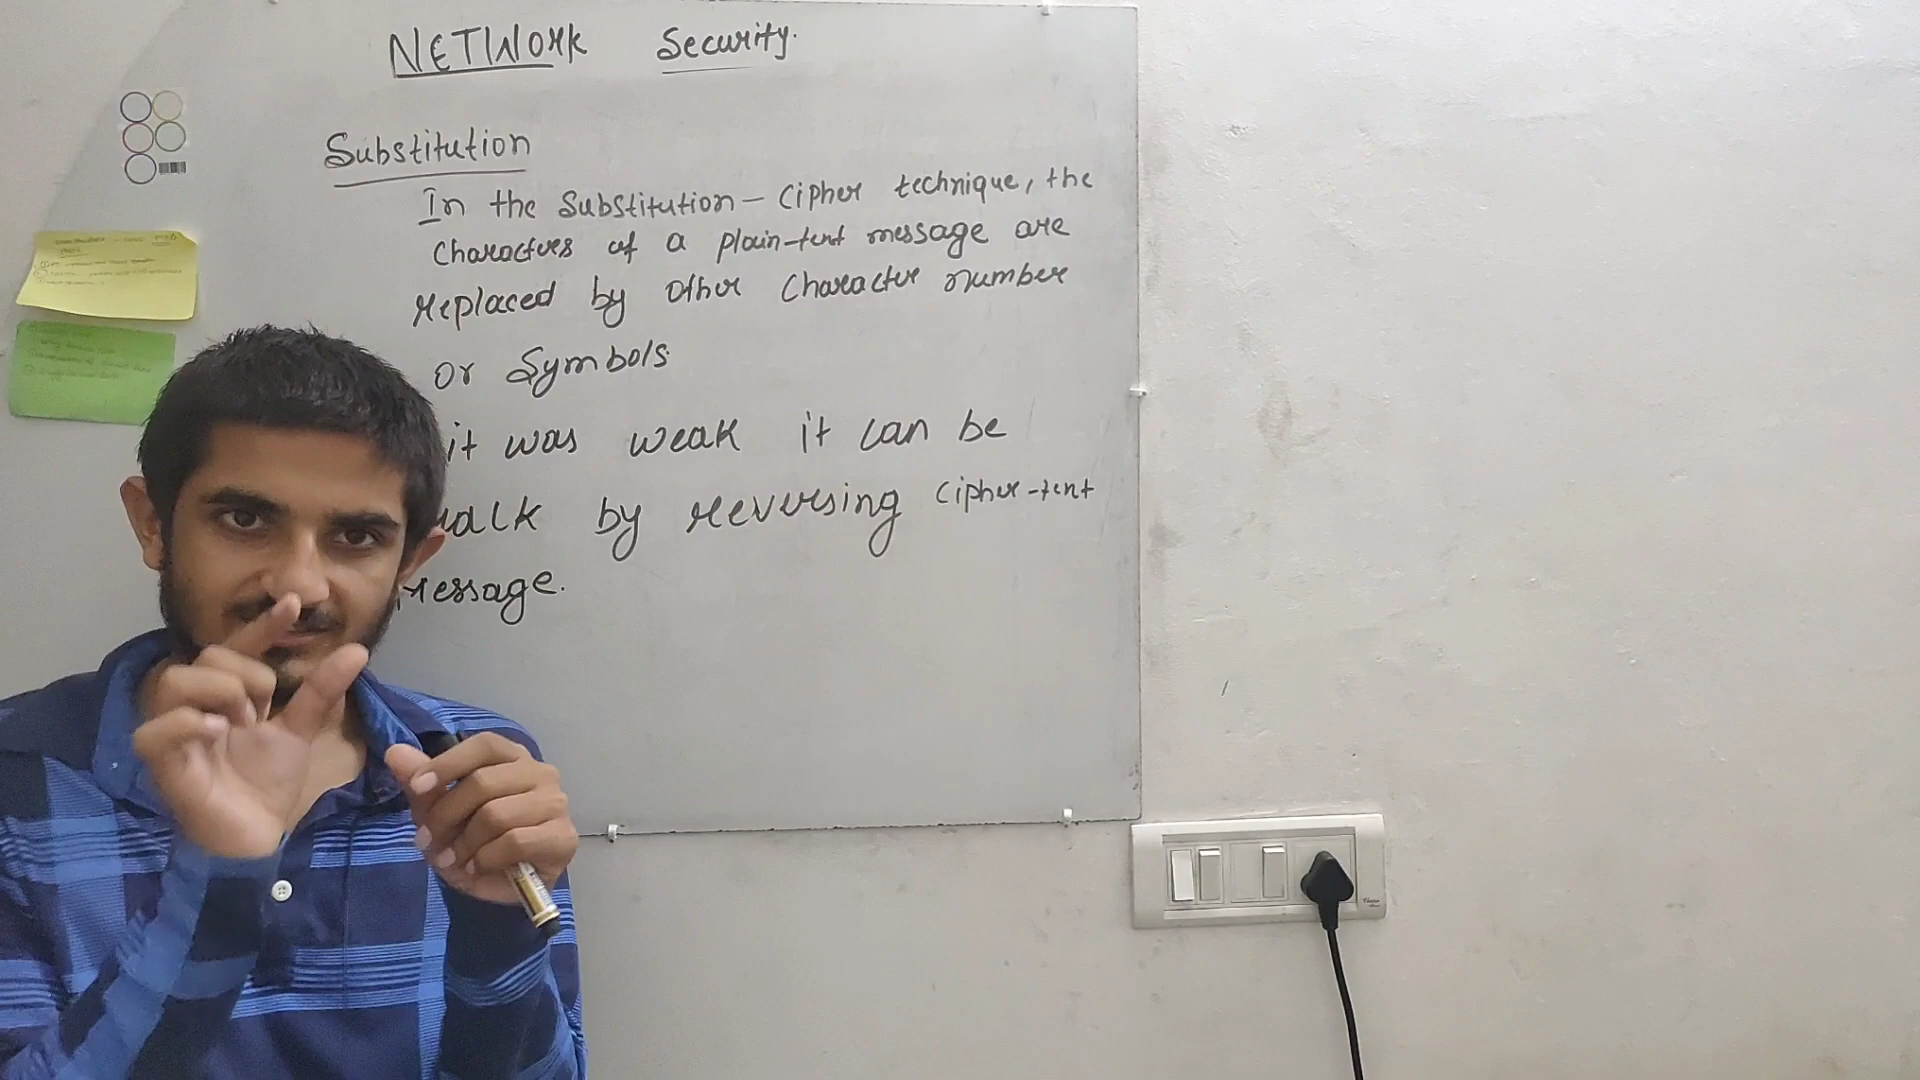 NETWORK Security.
Substitution
In the Substitution - Cipher technique, the
Characters of a plain-text message are
replaced by other Character number
or Symbols.
it was weak it can be
by reversing cipher-text
message.